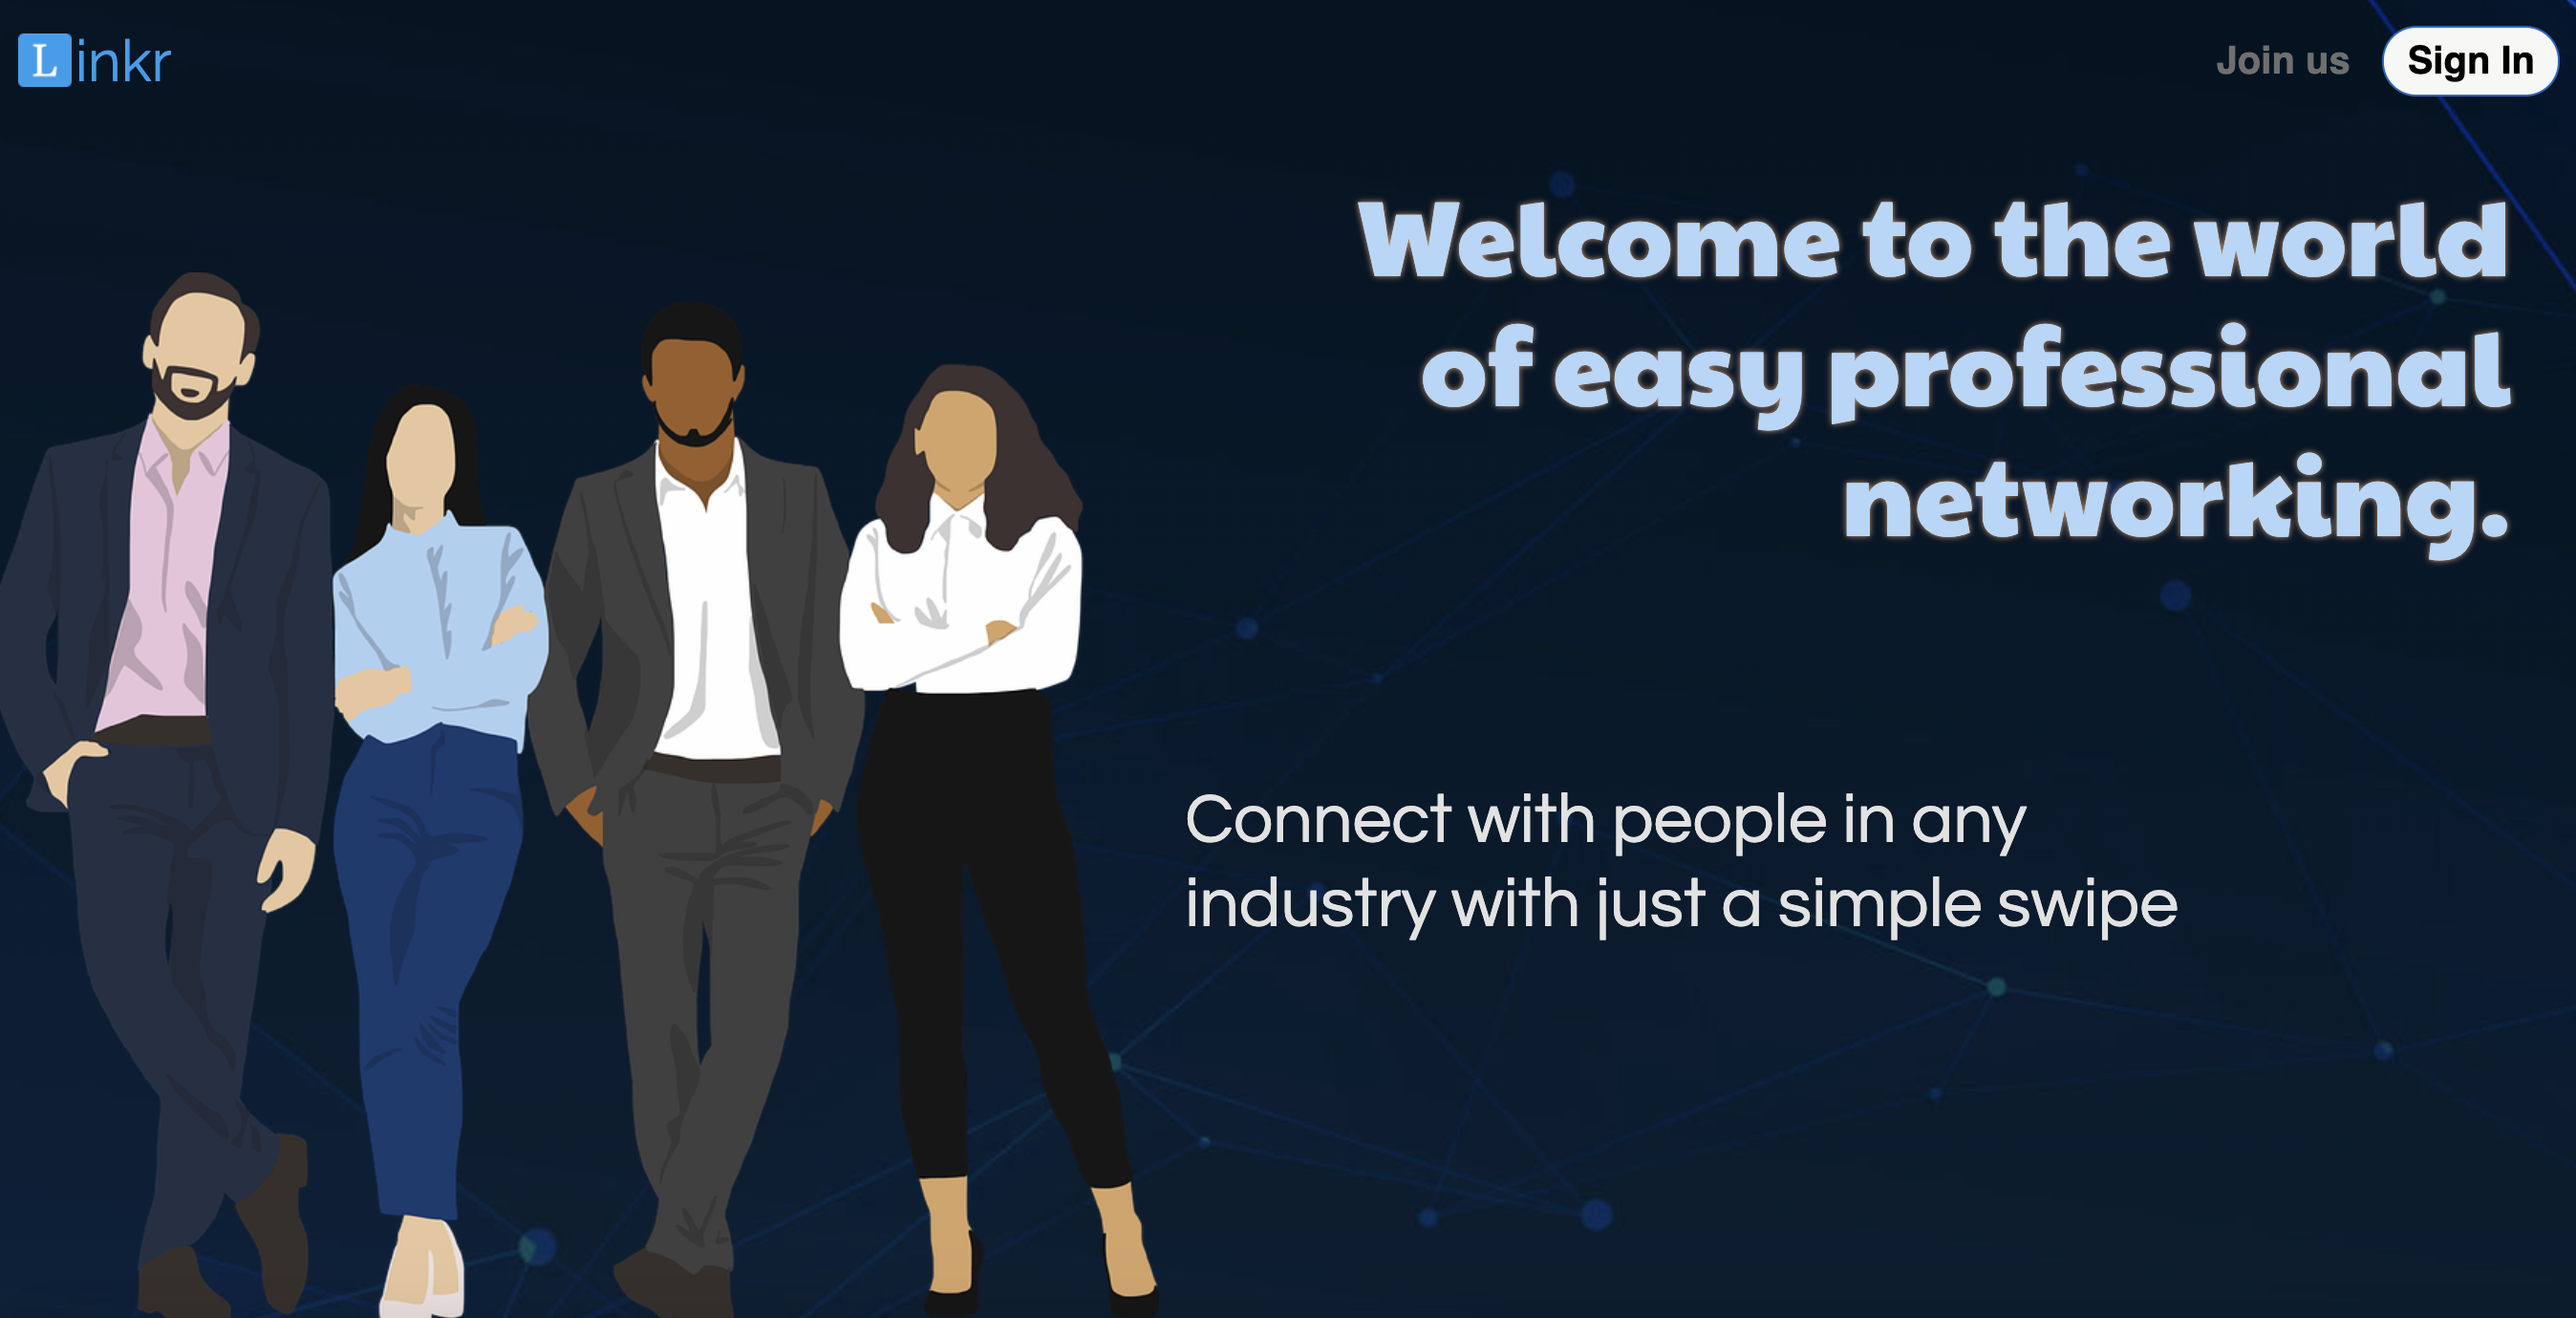 Linkr
Join us
Sign In
Welcome to the world
of easy professional
networking.
Connect with people in any
industry with just a simple swipe